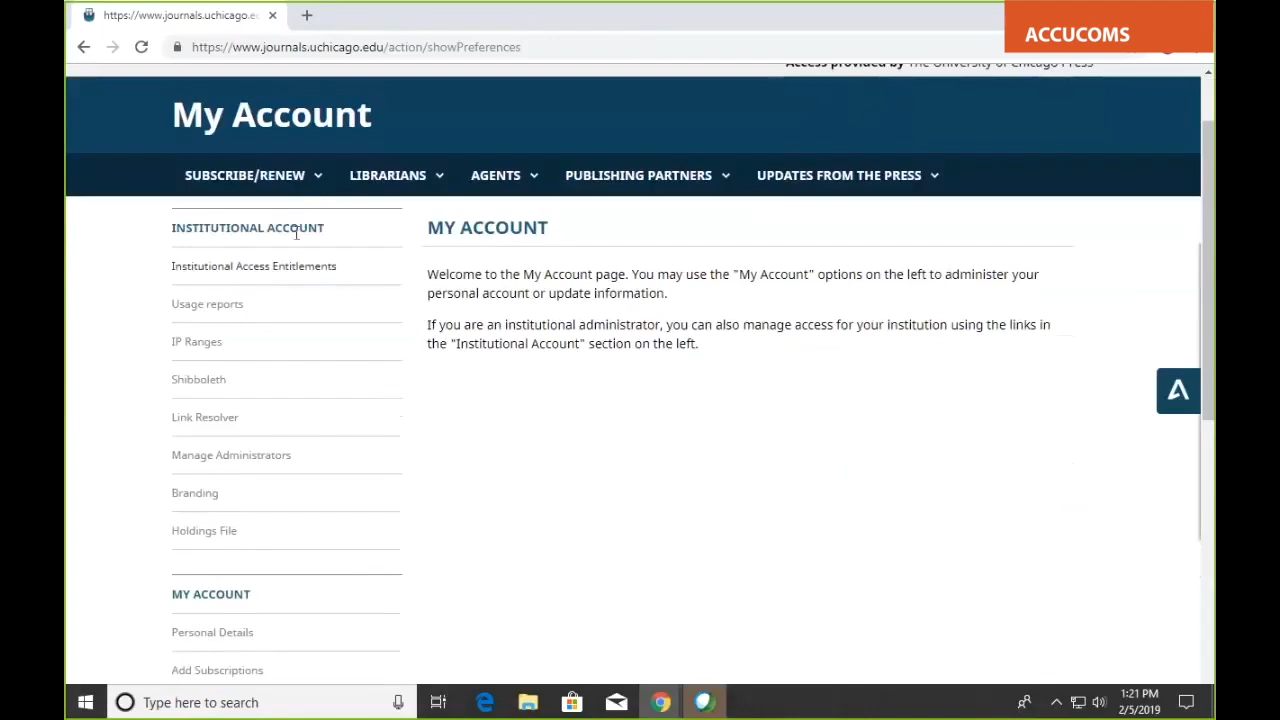 https://www.journals.uchicago.e
ACCUCOMS
https://www.journals.uchicago.edu/action/showPreferences
Access provided by The University of Chicago Press
My Account
SUBSCRIBE/RENEW LIBRARIANS AGENTS PUBLISHING PARTNERS UPDATES FROM THE PRESS
INSTITUTIONAL ACCOUNT
Institutional Access Entitlements
Usage reports
IP Ranges
Shibboleth
Link Resolver
Manage Administrators
Branding
Holdings File
MY ACCOUNT
Personal Details
Add Subscriptions
MY ACCOUNT
Welcome to the My Account page. You may use the "My Account" options on the left to administer your
personal account or update information.
If you are an institutional administrator, you can also manage access for your institution using the links in
the "Institutional Account" section on the left.
Type here to search
1:21 PM
2/5/2019